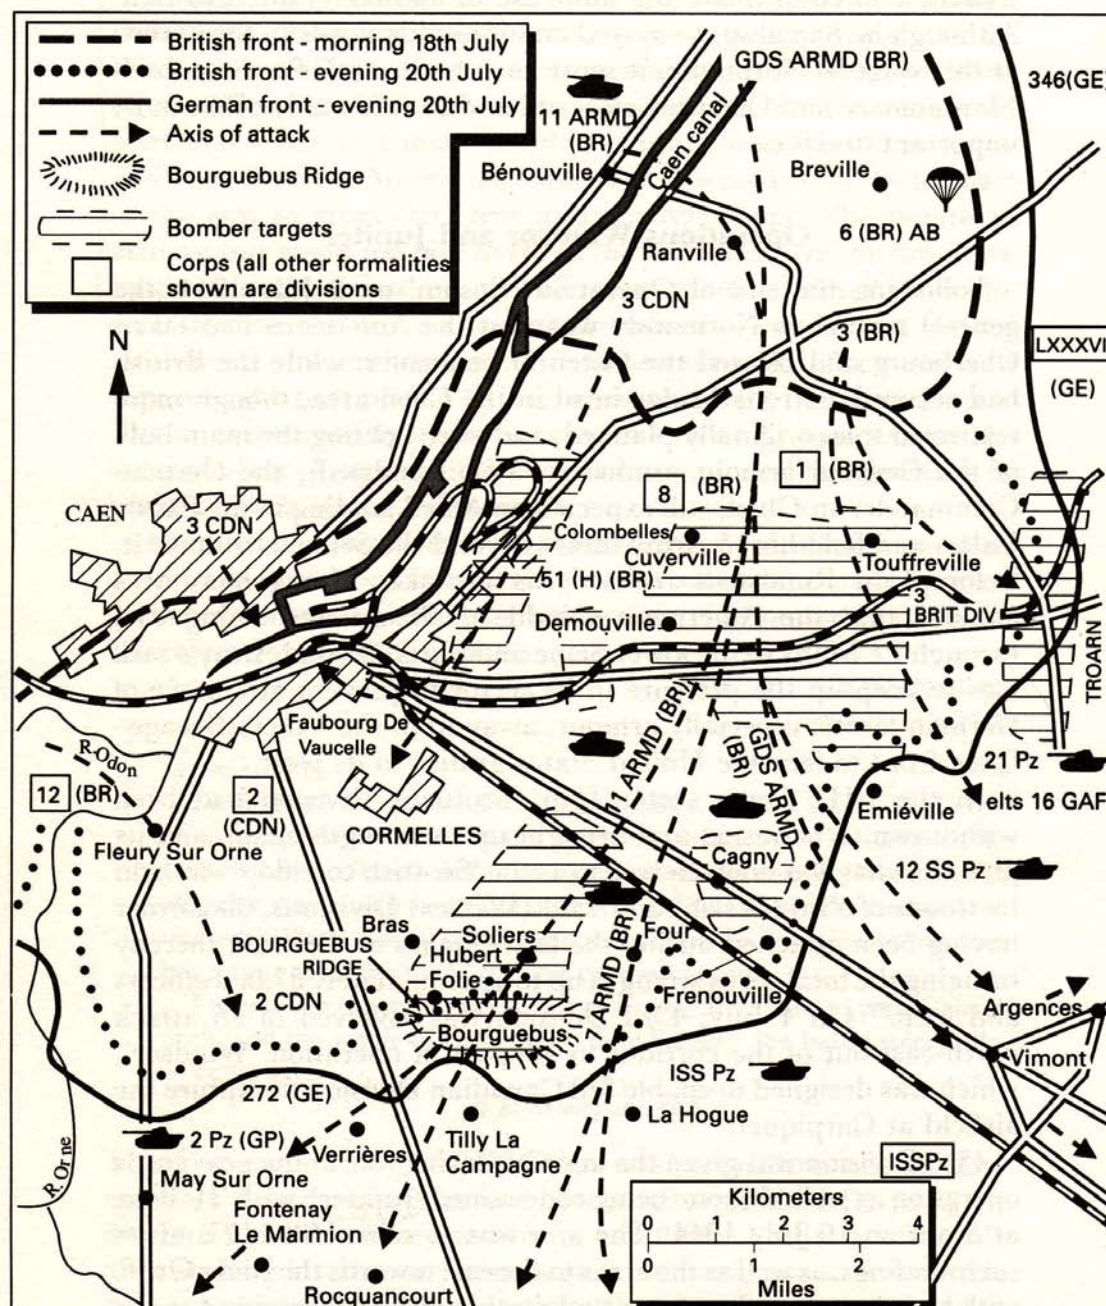 British front - morning 18th July
British front - evening 20th July
German front - evening 20th July
Axis of attack
Bourguebus Ridge
Bomber targets
Corps (all other formalities
shown are divisions
N
GDS ARMD (BR)
346(GE)
11 ARMD
(BR)
Caen canal
Bénouville
Breville
6 (BR) AB
Ranville
3 CDN
3 (BR)
LXXXVI
(GE)
1 (BR)
8 (BR)
CAEN
3 CDN
Colombelles
Cuverville
Touffreville
51 (H) (BR)
3
BRIT DIV
Demouville
TROARN
Faubourg De
Vaucelle
ARMD (BR)
(BR)
GDS ARMD
R.Odon
12 (BR)
2
(CDN)
21 Pz
elts 16 GAF
Emiéville
Fleury Sur Orne
CORMELLES
Cagny
12 SS Pz
Bras
Soliers
Four
BOURGUEBUS
RIDGE
Hubert
Folie
ARMD (BR)
2 CDN
Frenouville
Argences
Bourguebus
Vimont
ISS Pz
272 (GE)
La Hogue
R.Orne
2 Pz (GP)
Verrières
Tilly La
Campagne
ISSPz
May Sur Orne
Fontenay
le Marmion
Rocquancourt
Kilometers
0 1 2 3 4
0 1 2
Miles